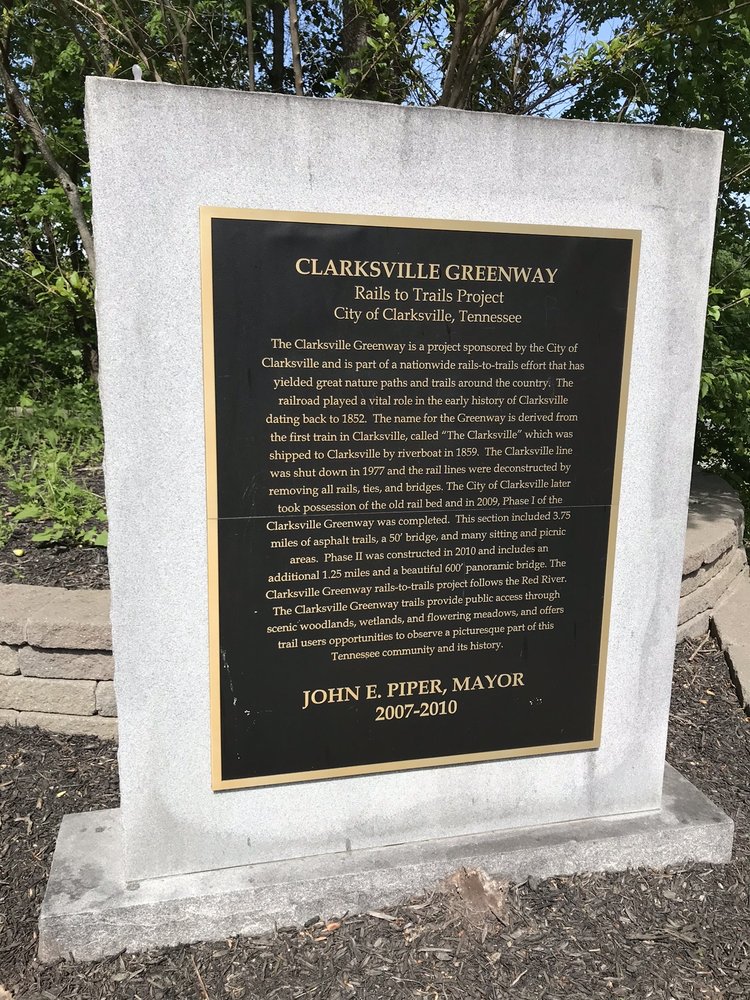 CLARKSVILLE GREENWAY
Rails to Trails Project
City of Clarksville, Tennessee
The Clarksville Greenway is a project sponsored by the City of
Clarksville and is part of a nationwide rails-to-trails effort that has
yielded great nature paths and trails around the country. The
railroad played a vital role in the early history of Clarksville
dating back to 1852. The name for the Greenway is derived from
the first train in Clarksville, called "The Clarksville" which was
shipped to Clarksville by riverboat in 1859. The Clarksville line
was shut down in 1977 and the rail lines were deconstructed by
removing all rails, ties, and bridges. The City of Clarksville later
took possession of the old rail bed and in 2009, Phase I of the
Clarksville Greenway was completed. This section included 3.75
miles of asphalt trails, a 50' bridge, and many sitting and picnic
areas. Phase II was constructed in 2010 and includes an
additional 1.25 miles and a beautiful 600' panoramic bridge. The
Clarksville Greenway rails-to-trails project follows the Red River.
The Clarksville Greenway trails provide public access through
scenic woodlands, wetlands, and flowering meadows, and offers
trail users opportunities to observe a picturesque part of this
Tennessee community and its history.
JOHN E. PIPER, MAYOR
2007-2010